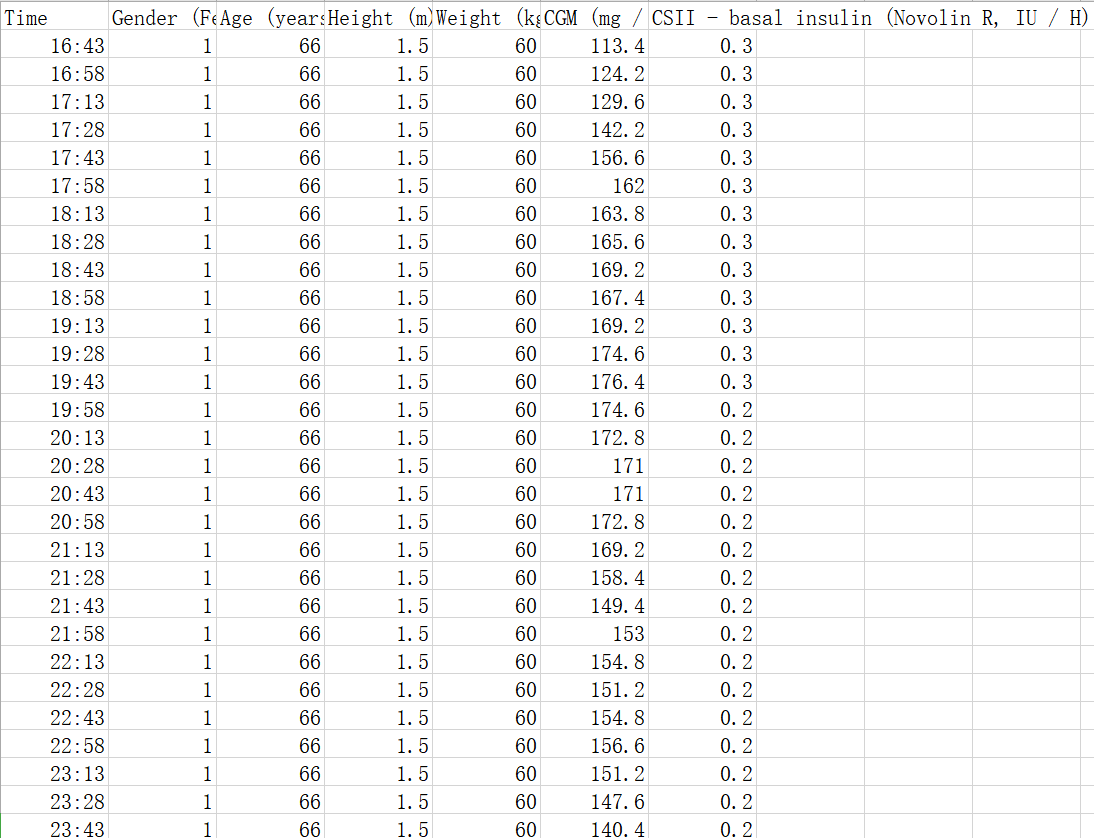 Time Gender (Fe Age (years Height (m) Weight (kg CGM (mg / CSII - basal insulin (Novolin R, IU / H)
16:43 1 66 1.5 60 113.4 0.3
16:58 1 66 1.5 60 124.2 0.3
17:13 1 66 1.5 60 129.6 0.3
17:28 1 66 1.5 60 142.2 0.3
17:43 1 66 1.5 60 156.6 0.3
17:58 1 66 1.5 60 162 0.3
18:13 1 66 1.5 60 163.8 0.3
18:28 1 66 1.5 60 165.6 0.3
18:43 1 66 1.5 60 169.2 0.3
18:58 1 66 1.5 60 167.4 0.3
19:13 1 66 1.5 60 169.2 0.3
19:28 1 66 1.5 60 174.6 0.3
19:43 1 66 1.5 60 176.4 0.3
19:58 1 66 1.5 60 174.6 0.2
20:13 1 66 1.5 60 172.8 0.2
20:28 1 66 1.5 60 171 0.2
20:43 1 66 1.5 60 171 0.2
20:58 1 66 1.5 60 172.8 0.2
21:13 1 66 1.5 60 169.2 0.2
21:28 1 66 1.5 60 158.4 0.2
21:43 1 66 1.5 60 149.4 0.2
21:58 1 66 1.5 60 153 0.2
22:13 1 66 1.5 60 154.8 0.2
22:28 1 66 1.5 60 151.2 0.2
22:43 1 66 1.5 60 154.8 0.2
22:58 1 66 1.5 60 156.6 0.2
23:13 1 66 1.5 60 151.2 0.2
23:28 1 66 1.5 60 147.6 0.2
23:43 1 66 1.5 60 140.4 0.2